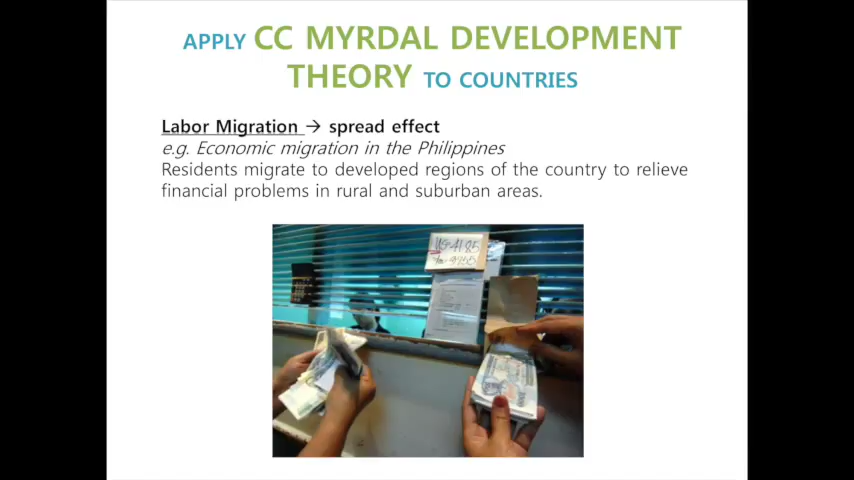 APPLY CC MYRDAL DEVELOPMENT
THEORY TO COUNTRIES
Labor Migration → spread effect
e.g. Economic migration in the Philippines
Residents migrate to developed regions of the country to relieve
financial problems in rural and suburban areas.